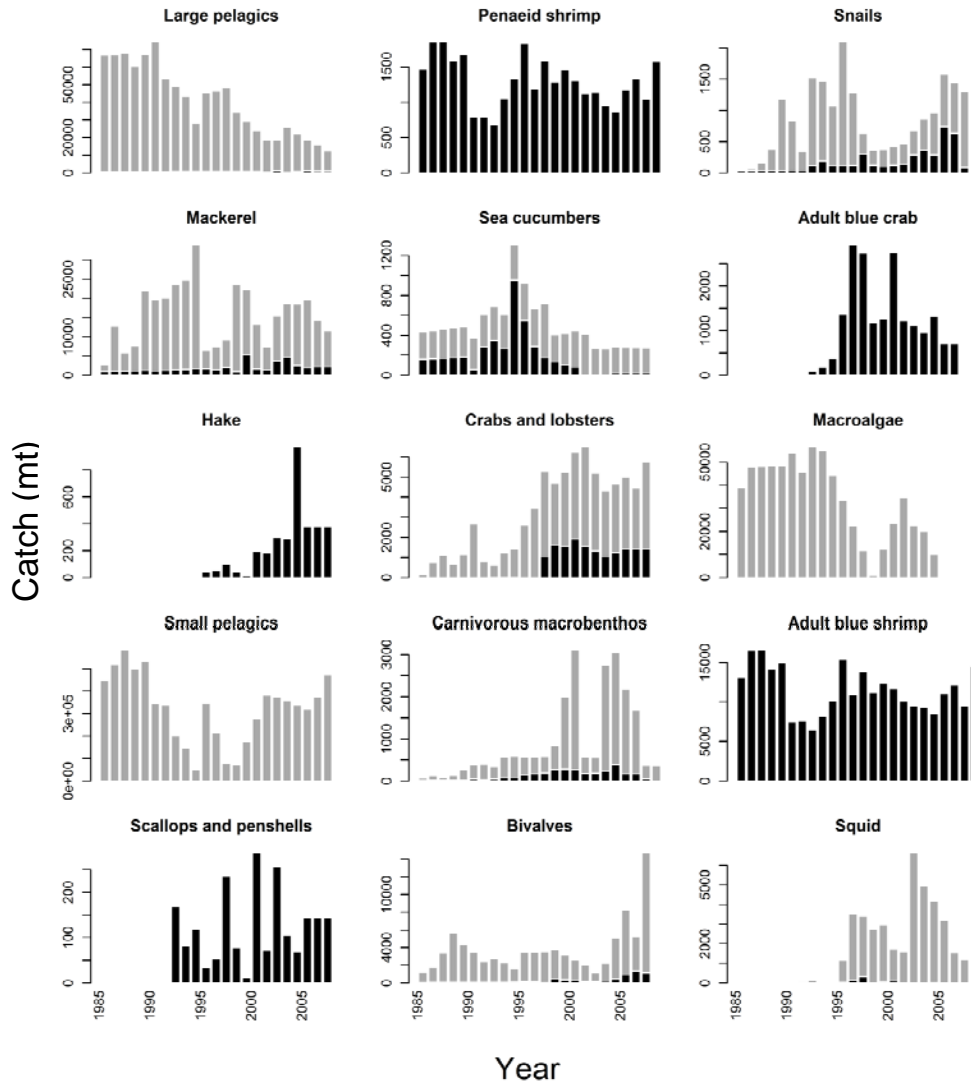 Large pelagics
Penaeid shrimp
Snails
0 20000 50000
0 500 1500
0 500 1500
Mackerel
Sea cucumbers
Adult blue crab
0 10000 25000
0 400 800 1200
0 1000 2000
Hake
Crabs and lobsters
Macroalgae
0 200 600
0 2000 5000
0 20000 50000
Catch (mt)
Small pelagics
Carnivorous macrobenthos
Adult blue shrimp
0e+00 3e+05
0 1000 2000 3000
0 5000 15000
Scallops and penshells
Bivalves
Squid
0 100 200
0 4000 10000
0 2000 5000
1985 1990 1995 2000 2005
1985 1990 1995 2000 2005
1985 1990 1995 2000 2005
Year